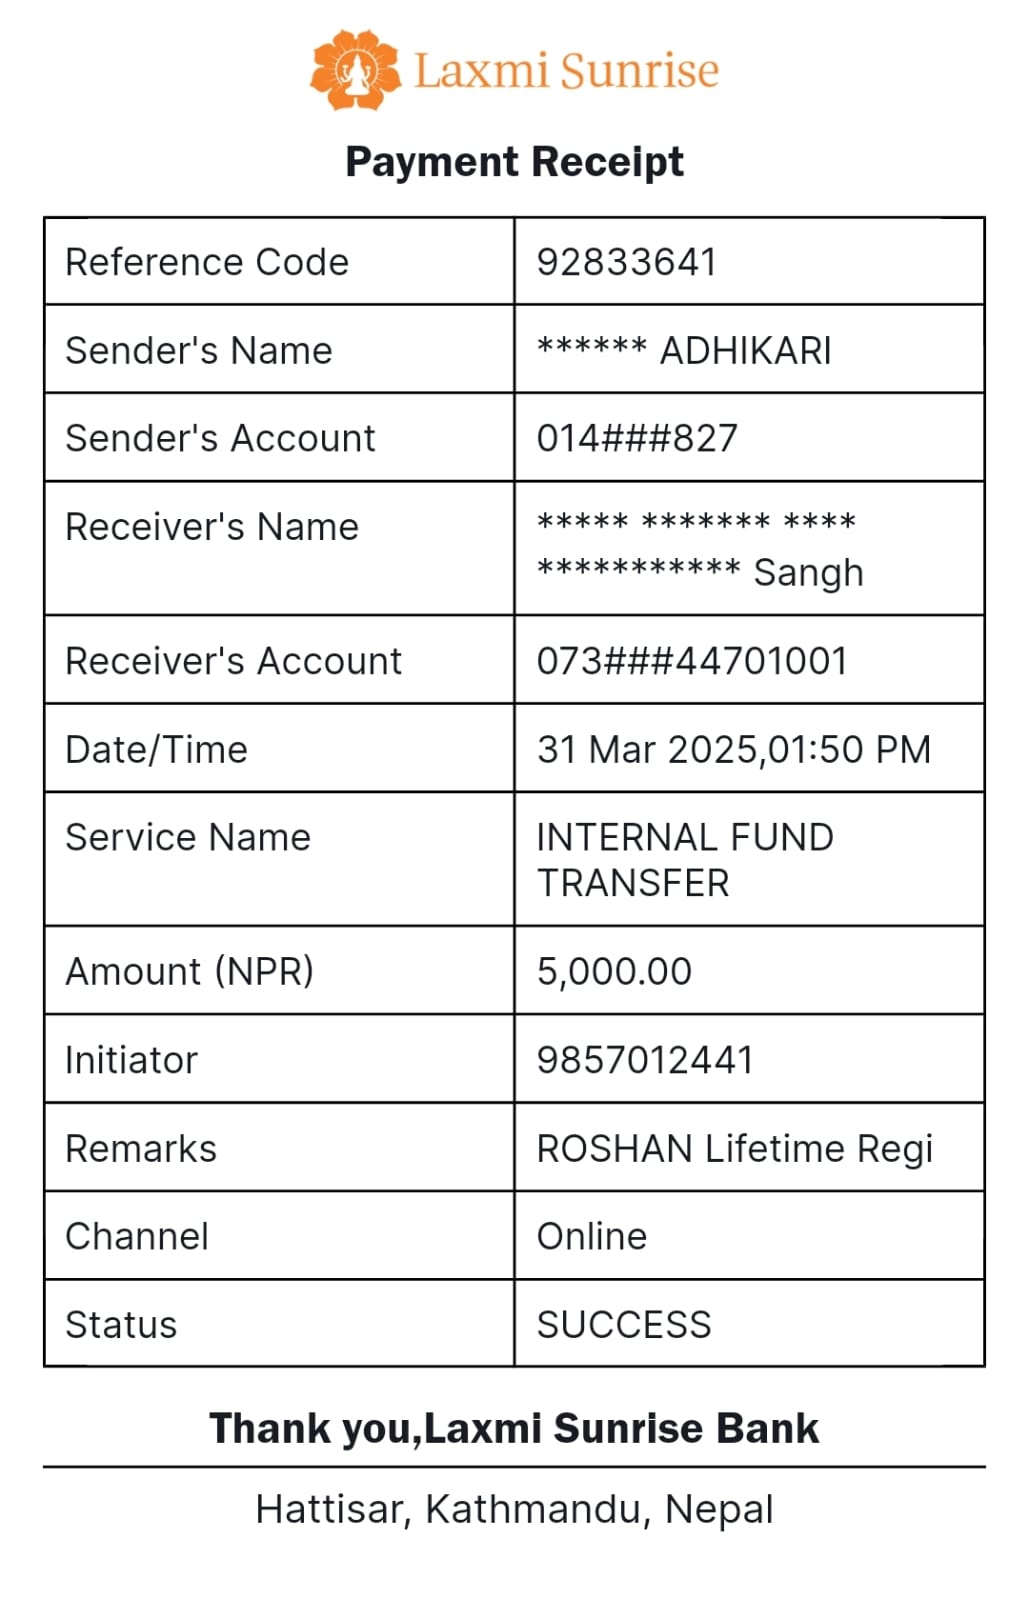 Laxmi Sunrise
Payment Receipt
Reference Code 92833641
Sender's Name ****** ADHIKARI
Sender's Account 014###827
Receiver's Name ***** ******* ****
*********** Sangh
Receiver's Account 073###44701001
Date/Time 31 Mar 2025,01:50 PM
Service Name INTERNAL FUND
TRANSFER
Amount (NPR) 5,000.00
Initiator 9857012441
Remarks ROSHAN Lifetime Regi
Channel Online
Status SUCCESS
Thank you,Laxmi Sunrise Bank
Hattisar, Kathmandu, Nepal